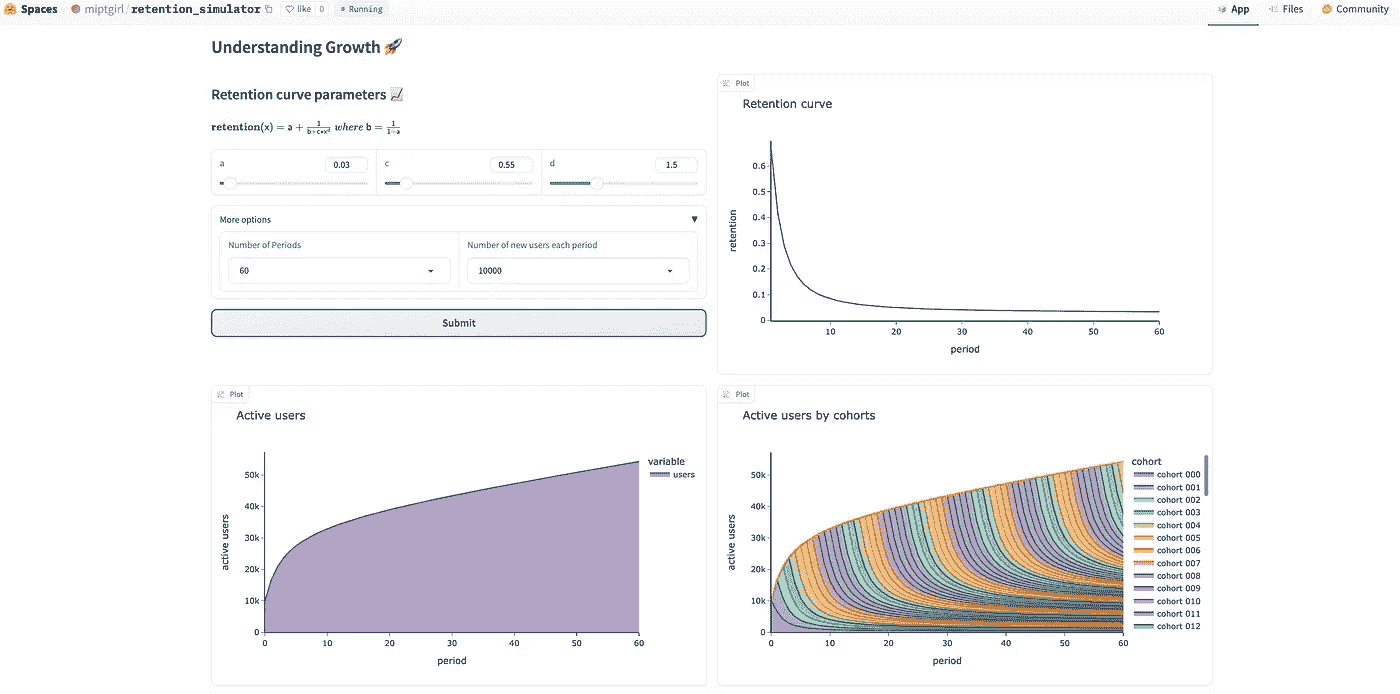 Spaces miptgirl/retention_simulator like 0 Running App Files Community
Understanding Growth 🚀
Retention curve parameters 📈
retention(x) = a + 1/(b+c*x^d) where b = 1/(1-a)
a 0.03 c 0.55 d 1.5
More options ▼
Number of Periods Number of new users each period
60 10000
Submit
Plot
Retention curve
retention
0.6
0.5
0.4
0.3
0.2
0.1
0
10 20 30 40 50 60
period
Plot
Active users
active users
50k
40k
30k
20k
10k
0
0 10 20 30 40 50 60
period
variable
users
Plot
Active users by cohorts
active users
50k
40k
30k
20k
10k
0
0 10 20 30 40 50 60
period
cohort
cohort 000
cohort 001
cohort 002
cohort 003
cohort 004
cohort 005
cohort 006
cohort 007
cohort 008
cohort 009
cohort 010
cohort 011
cohort 012